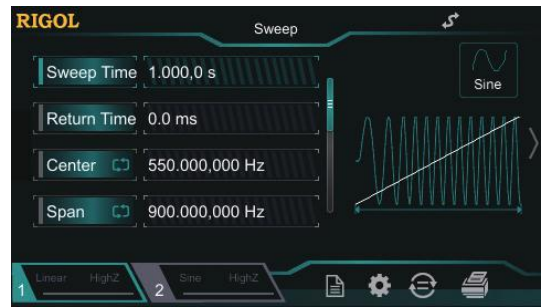 RIGOL
Sweep
Sweep Time 1.000,0 s
Sine
Return Time 0.0 ms
Center 550.000,000 Hz
Span 900.000,000 Hz
1 Linear HighZ
2 Sine HighZ